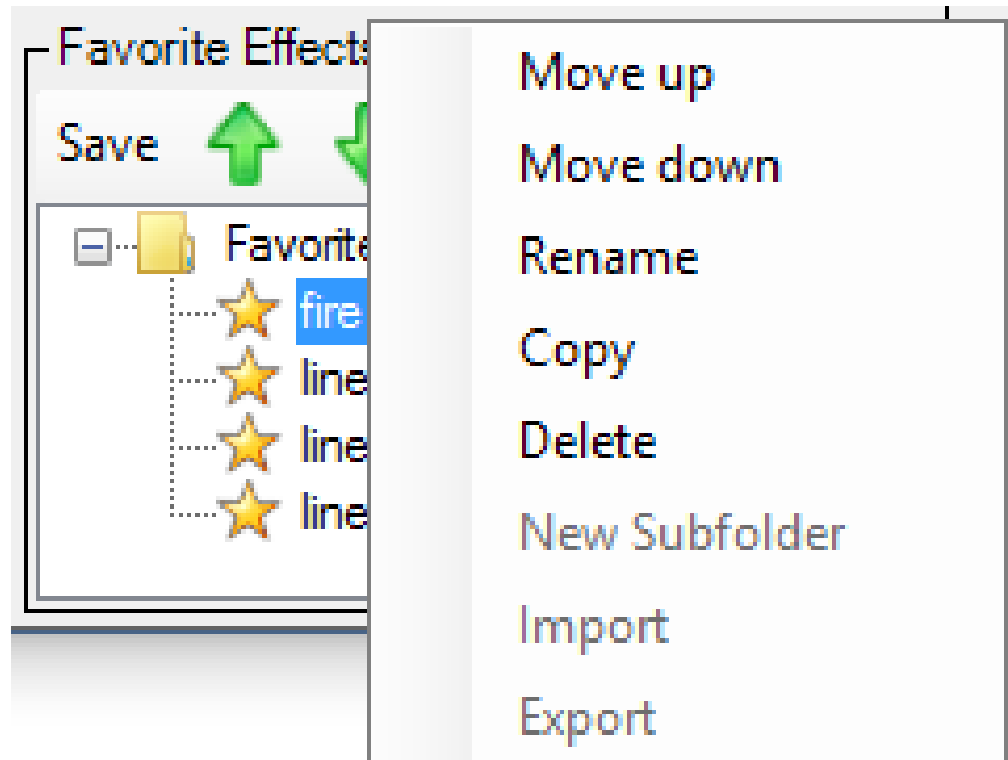 Favorite Effects
Save
Favorite
fire
line
line
line
Move up
Move down
Rename
Copy
Delete
New Subfolder
Import
Export